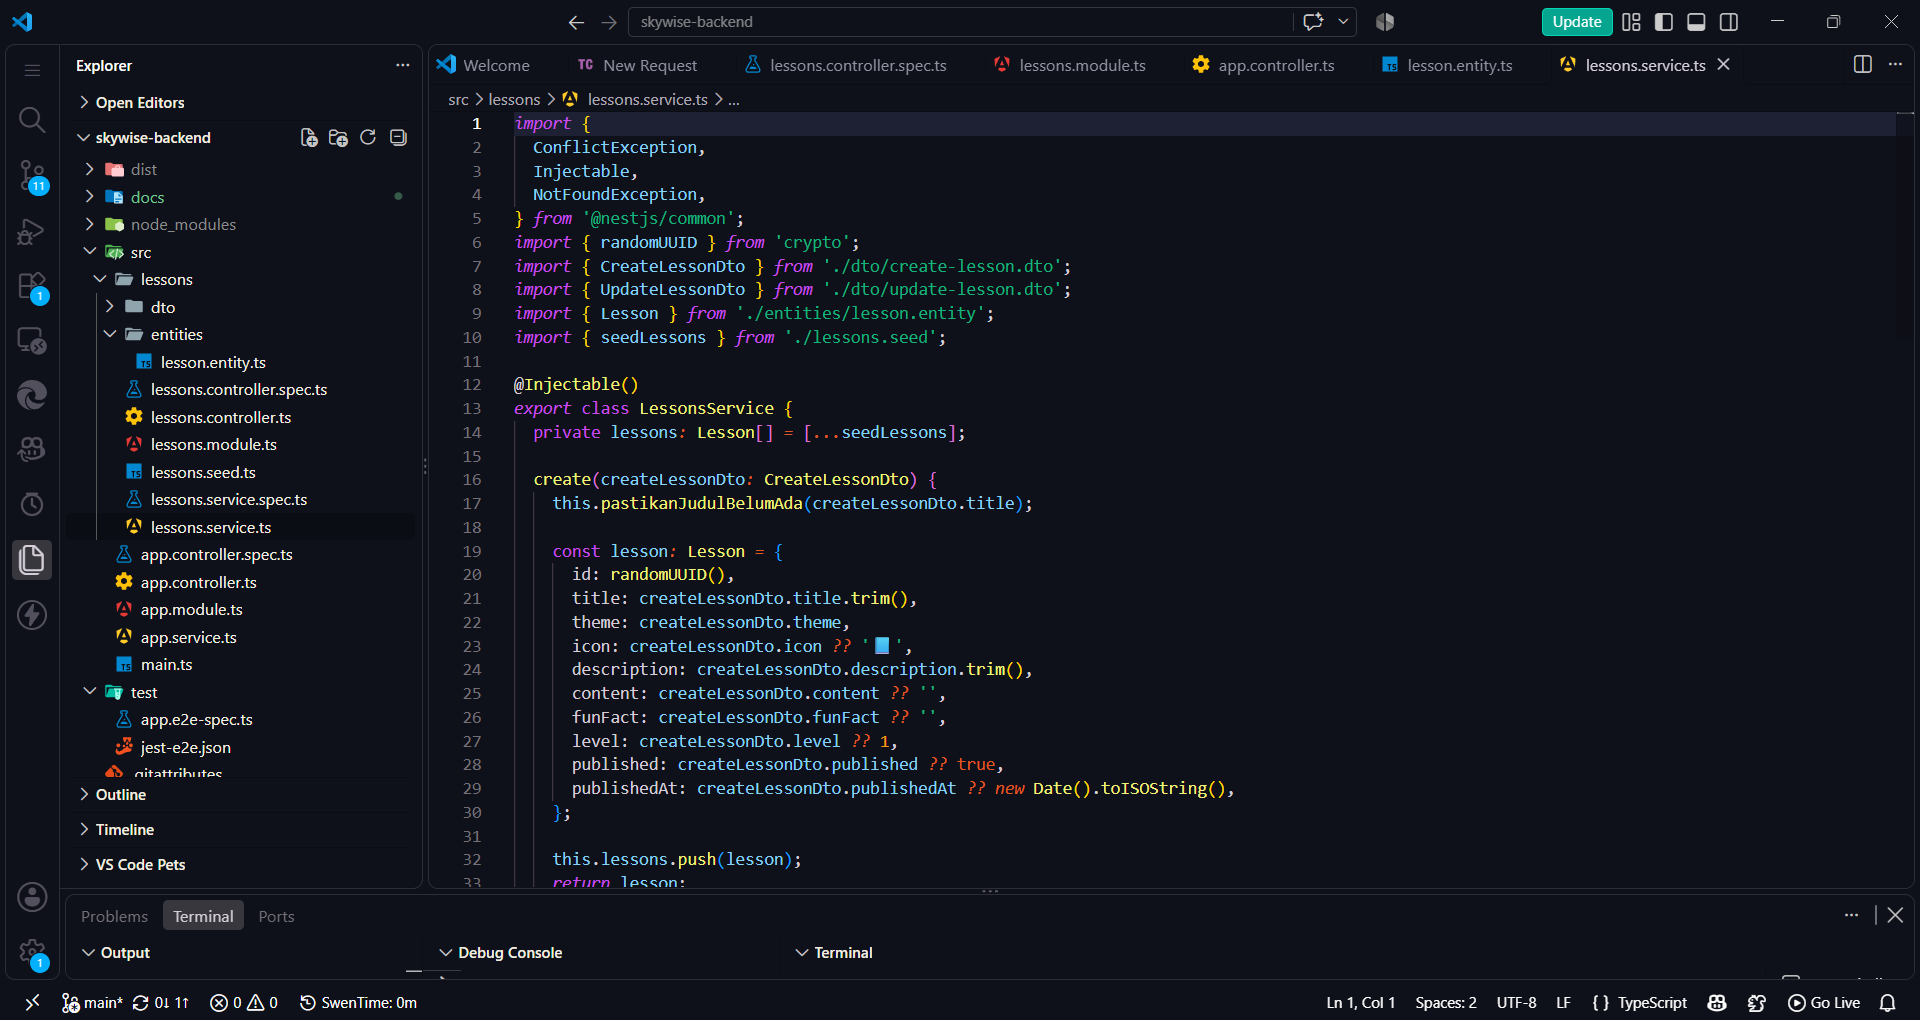 skywise-backend
Update
Explorer
Open Editors
skywise-backend
dist
docs
node_modules
src
lessons
dto
entities
TS lesson.entity.ts
lessons.controller.spec.ts
lessons.controller.ts
lessons.module.ts
TS lessons.seed.ts
lessons.service.spec.ts
lessons.service.ts
app.controller.spec.ts
app.controller.ts
app.module.ts
app.service.ts
TS main.ts
test
app.e2e-spec.ts
jest-e2e.json
.gitattributes
Outline
Timeline
VS Code Pets
11
1
1
Welcome
TC New Request
lessons.controller.spec.ts
lessons.module.ts
app.controller.ts
TS lesson.entity.ts
lessons.service.ts
src > lessons > lessons.service.ts > ...
1 import {
2 ConflictException,
3 Injectable,
4 NotFoundException,
5 } from '@nestjs/common';
6 import { randomUUID } from 'crypto';
7 import { CreateLessonDto } from './dto/create-lesson.dto';
8 import { UpdateLessonDto } from './dto/update-lesson.dto';
9 import { Lesson } from './entities/lesson.entity';
10 import { seedLessons } from './lessons.seed';
11
12 @Injectable()
13 export class LessonsService {
14 private lessons: Lesson[] = [...seedLessons];
15
16 create(createLessonDto: CreateLessonDto) {
17 this.pastikanJudulBelumAda(createLessonDto.title);
18
19 const lesson: Lesson = {
20 id: randomUUID(),
21 title: createLessonDto.title.trim(),
22 theme: createLessonDto.theme,
23 icon: createLessonDto.icon ?? '📘',
24 description: createLessonDto.description.trim(),
25 content: createLessonDto.content ?? '',
26 funFact: createLessonDto.funFact ?? '',
27 level: createLessonDto.level ?? 1,
28 published: createLessonDto.published ?? true,
29 publishedAt: createLessonDto.publishedAt ?? new Date().toISOString(),
30 };
31
32 this.lessons.push(lesson);
33 return lesson;
Problems
Terminal
Ports
Output
Debug Console
Terminal
main*
0↓ 1↑
0
0
SwenTime: 0m
Ln 1, Col 1
Spaces: 2
UTF-8
LF
{ } TypeScript
Go Live